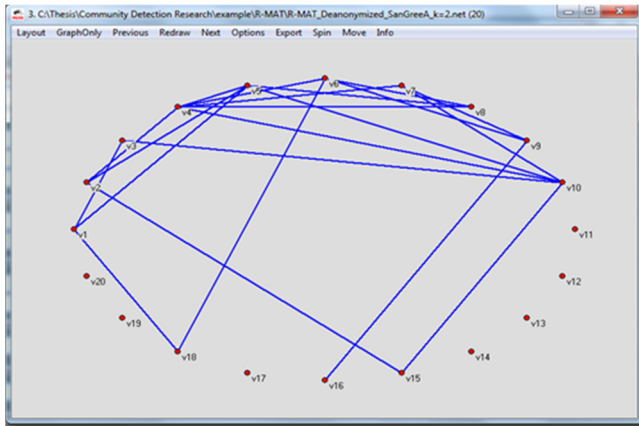 3. C:\Thesis\Community Detection Research\example\R-MAT\R-MAT_Deanonymized_SanGreeA_k=2.net (20)
Layout GraphOnly Previous Redraw Next Options Export Spin Move Info
v6
v5
v7
v4
v8
v3
v9
v2
v10
v1
v11
v20
v12
v19
v13
v18
v14
v17
v16
v15